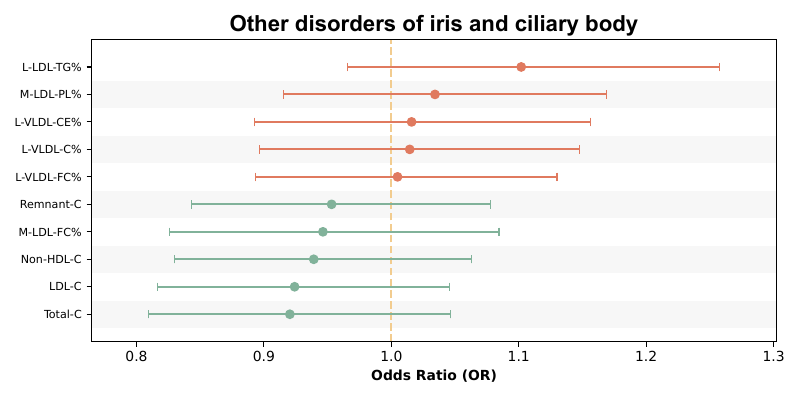 Other disorders of iris and ciliary body
L-LDL-TG%
M-LDL-PL%
L-VLDL-CE%
L-VLDL-C%
L-VLDL-FC%
Remnant-C
M-LDL-FC%
Non-HDL-C
LDL-C
Total-C
0.8 0.9 1.0 1.1 1.2 1.3
Odds Ratio (OR)